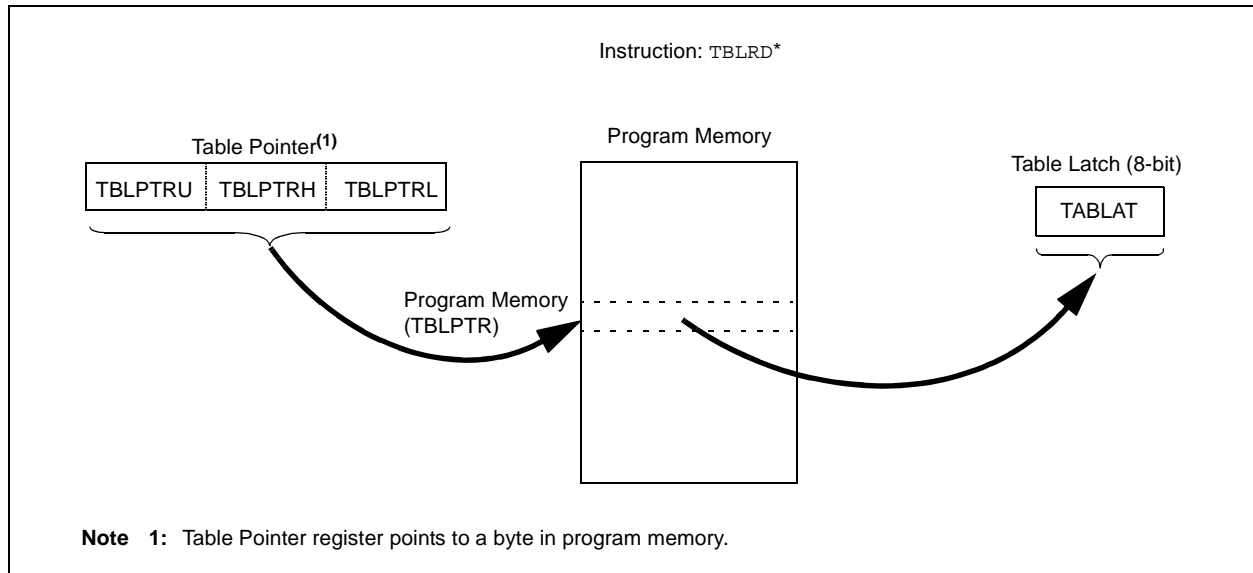 Instruction: TBLRD*
Table Pointer(1)
TBLPTRU TBLPTRH TBLPTRL
Program Memory
Table Latch (8-bit)
TABLAT
Program Memory
(TBLPTR)
Note 1: Table Pointer register points to a byte in program memory.